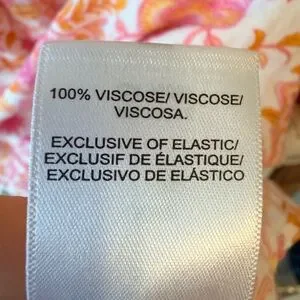 100% VISCOSE/ VISCOSE/
VISCOSA.
EXCLUSIVE OF ELASTIC/
EXCLUSIF DE ÉLASTIQUE/
EXCLUSIVO DE ELÁSTICO